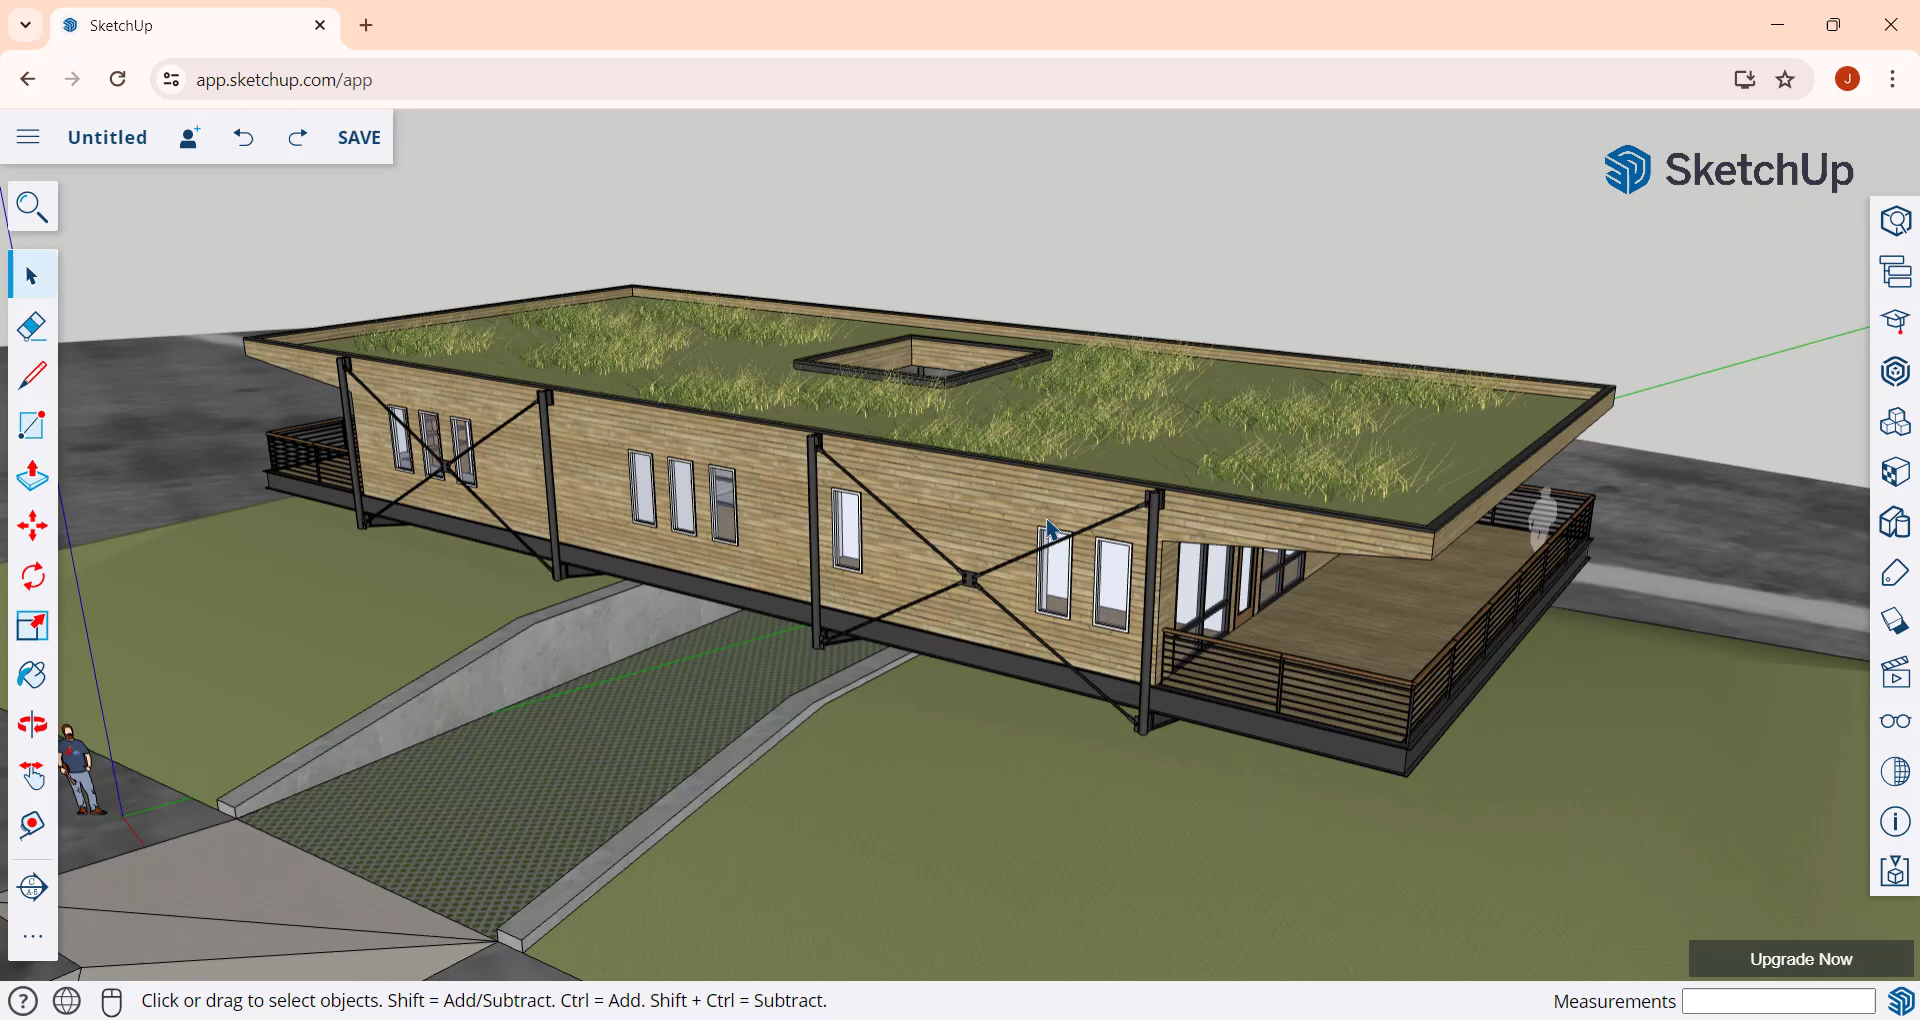 SketchUp
app.sketchup.com/app
J
Untitled
SAVE
SketchUp
Upgrade Now
Click or drag to select objects. Shift = Add/Subtract. Ctrl = Add. Shift + Ctrl = Subtract.
Measurements